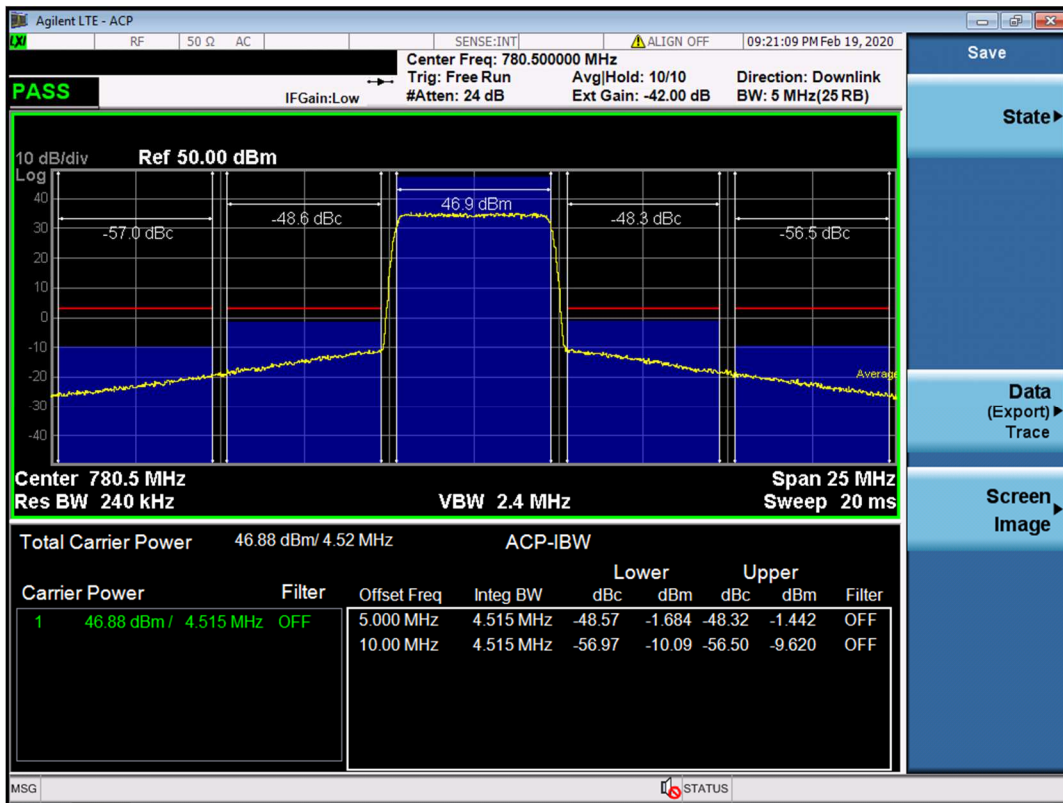 Agilent LTE - ACP
LXI RF 50 Ω AC SENSE:INT ALIGN OFF 09:21:09 PM Feb 19, 2020
Center Freq: 780.500000 MHz
PASS Trig: Free Run Avg|Hold: 10/10 Direction: Downlink
IFGain:Low #Atten: 24 dB Ext Gain: -42.00 dB BW: 5 MHz(25 RB)
10 dB/div Ref 50.00 dBm
Log
40
30
20
10
0
-10
-20
-30
-40
46.9 dBm
-48.6 dBc -48.3 dBc
-57.0 dBc -56.5 dBc
Average
Center 780.5 MHz Span 25 MHz
Res BW 240 kHz VBW 2.4 MHz Sweep 20 ms
Total Carrier Power 46.88 dBm/ 4.52 MHz ACP-IBW
Lower Upper
Carrier Power Filter Offset Freq Integ BW dBc dBm dBc dBm Filter
1 46.88 dBm / 4.515 MHz OFF 5.000 MHz 4.515 MHz -48.57 -1.684 -48.32 -1.442 OFF
10.00 MHz 4.515 MHz -56.97 -10.09 -56.50 -9.620 OFF
MSG STATUS
Save
State
Data
(Export)
Trace
Screen
Image